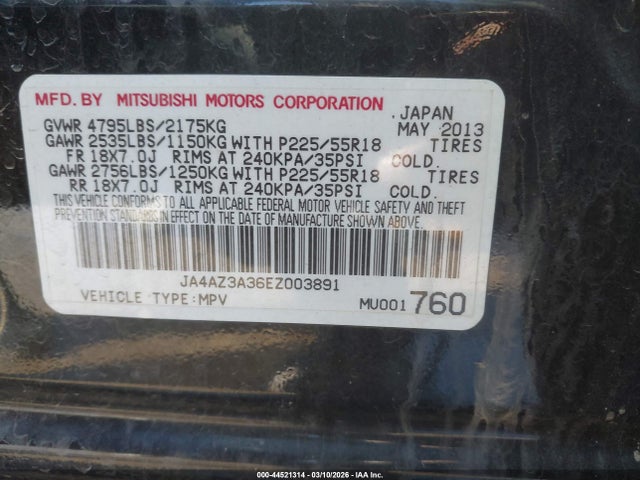 MFD. BY MITSUBISHI MOTORS CORPORATION JAPAN
GVWR 4795LBS/2175KG MAY 2013
GAWR 2535LBS/1150KG WITH P225/55R18 TIRES
FR 18X7.0J RIMS AT 240KPA/35PSI COLD.
GAWR 2756LBS/1250KG WITH P225/55R18 TIRES
RR 18X7.0J RIMS AT 240KPA/35PSI COLD.
THIS VEHICLE CONFORMS TO ALL APPLICABLE FEDERAL MOTOR VEHICLE SAFETY AND THEFT
PREVENTION STANDARDS IN EFFECT ON THE DATE OF MANUFACTURE SHOWN ABOVE.
JA4AZ3A36EZ003891
VEHICLE TYPE:MPV MU001 760
000-44521314 - 03/10/2026 - IAA Inc.